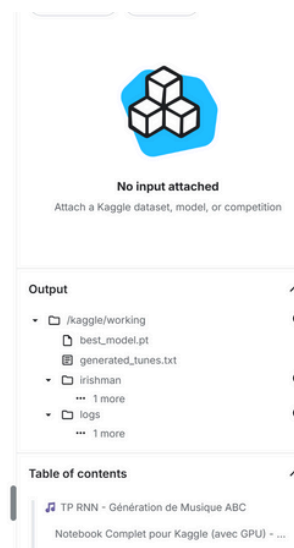 No input attached
Attach a Kaggle dataset, model, or competition
Output
/kaggle/working
best_model.pt
generated_tunes.txt
irishman
1 more
logs
1 more
Table of contents
TP RNN - Génération de Musique ABC
Notebook Complet pour Kaggle (avec GPU) - ...